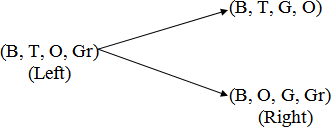 (B, T, G, O)
(B, T, O, Gr)
(Left)
(B, O, G, Gr)
(Right)